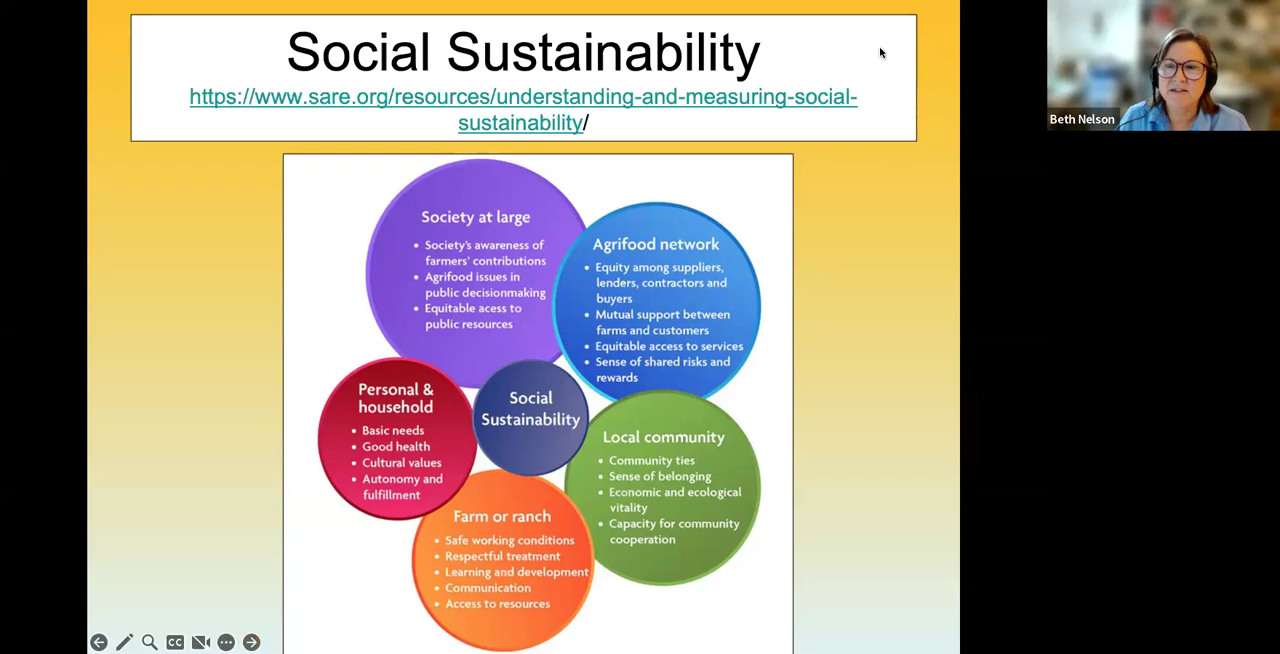 Social Sustainability
https://www.sare.org/resources/understanding-and-measuring-social-
sustainability/
Beth Nelson
Society at large
• Society's awareness of
farmers' contributions
• Agrifood issues in
public decisionmaking
• Equitable acess to
public resources
Agrifood network
• Equity among suppliers,
lenders, contractors and
buyers
• Mutual support between
farms and customers
• Equitable access to services
• Sense of shared risks and
rewards
Personal &
household
• Basic needs
• Good health
• Cultural values
• Autonomy and
fulfillment
Social
Sustainability
Local community
• Community ties
• Sense of belonging
• Economic and ecological
vitality
• Capacity for community
cooperation
Farm or ranch
• Safe working conditions
• Respectful treatment
• Learning and development
• Communication
• Access to resources
CC